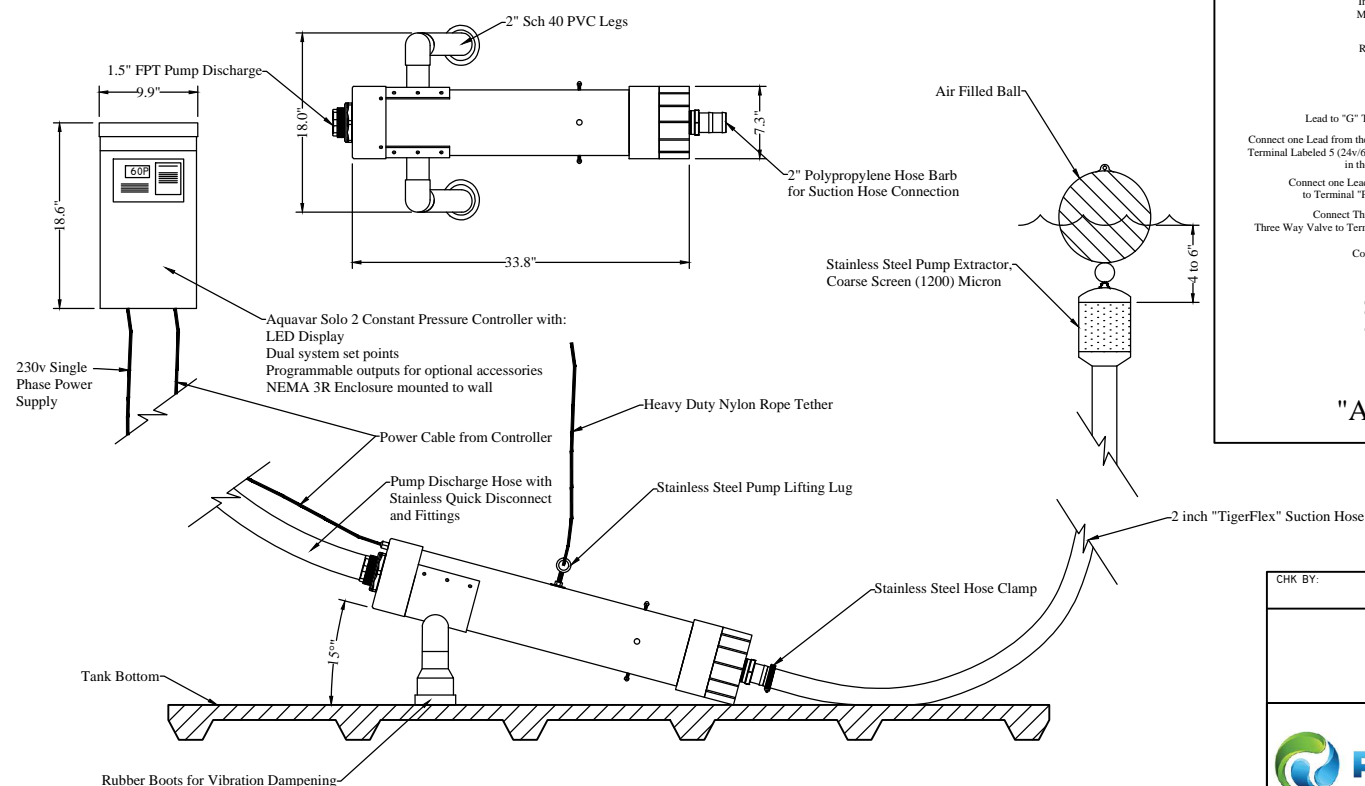 2" Sch 40 PVC Legs
1.5" FPT Pump Discharge
9.9"
18.0"
7.3"
18.6"
60P
33.8"
2" Polypropylene Hose Barb
for Suction Hose Connection
Aquavar Solo 2 Constant Pressure Controller with:
LED Display
Dual system set points
Programmable outputs for optional accessories
NEMA 3R Enclosure mounted to wall
230v Single
Phase Power
Supply
Power Cable from Controller
Heavy Duty Nylon Rope Tether
Pump Discharge Hose with
Stainless Quick Disconnect
and Fittings
Stainless Steel Pump Lifting Lug
Stainless Steel Hose Clamp
15°"
Tank Bottom
Rubber Boots for Vibration Dampening
Air Filled Ball
Stainless Steel Pump Extractor,
Coarse Screen (1200) Micron
4 to 6"
2 inch "TigerFlex" Suction Hose
M
R
Lead to "G" T
Connect one Lead from the
Terminal Labeled 5 (24v/6
in th
Connect one Lead
to Terminal "
Connect Th
Three Way Valve to Term
Co
"A
CHK BY: